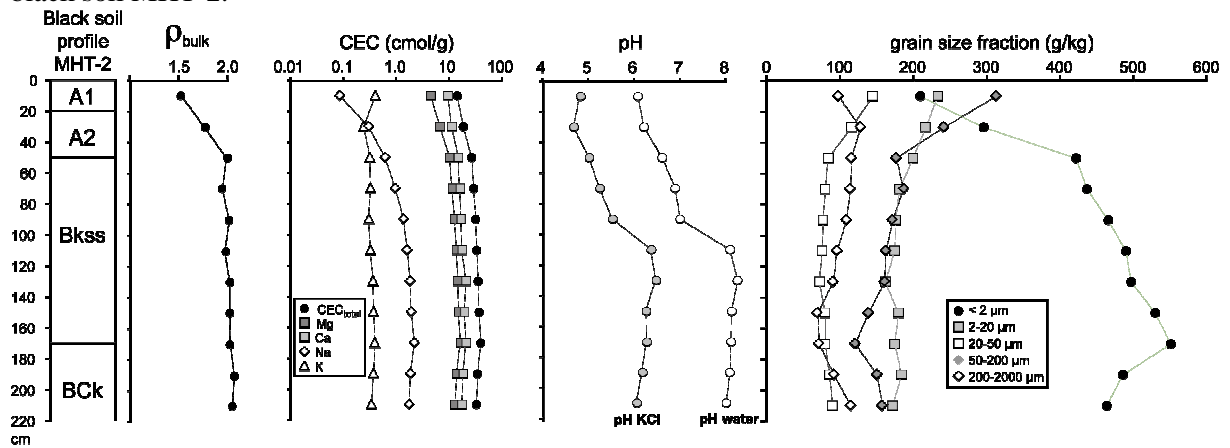 black soil MHT-2.
Black soil
profile
MHT-2
ρbulk
1.5 2.0
CEC (cmol/g)
0.01 0.1 1.0 10 100
pH
4 5 6 7 8
grain size fraction (g/kg)
0 100 200 300 400 500 600
0
20
40
60
80
100
120
140
160
180
200
220
cm
A1
A2
Bkss
BCk
CECtotal
Mg
Ca
Na
K
pH KCl
pH water
< 2 µm
2-20 µm
20-50 µm
50-200 µm
200-2000 µm